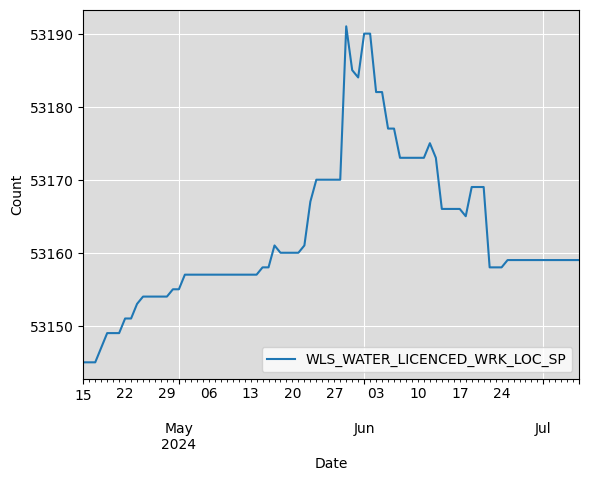 53190
53180
53170
53160
53150
Count
WLS_WATER_LICENCED_WRK_LOC_SP
15 22 29 06 13 20 27 03 10 17 24
May Jun Jul
2024
Date